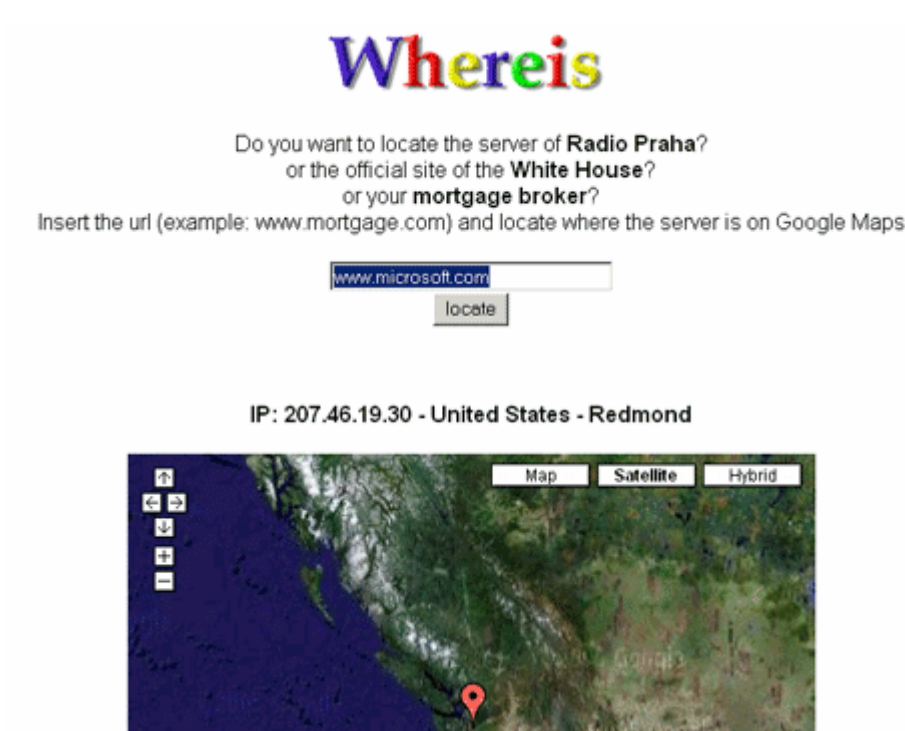 Whereis
Do you want to locate the server of Radio Praha?
or the official site of the White House?
or your mortgage broker?
Insert the url (example: www.mortgage.com) and locate where the server is on Google Maps
www.microsoft.com
locate
IP: 207.46.19.30 - United States - Redmond
Map Satellite Hybrid
Google